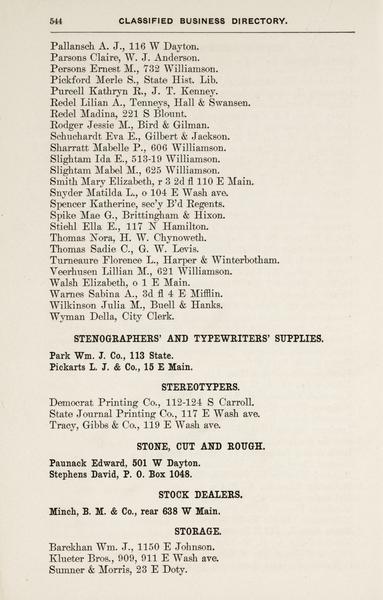 544 CLASSIFIED BUSINESS DIRECTORY.
Pallansch A. J., 116 W Dayton.
Parsons Claire, W. J. Anderson.
Persons Ernest M., 732 Williamson.
Pickford Merle S., State Hist. Lib.
Purcell Kathryn R., J. T. Kenney.
Redel Lilian A., Tenneys, Hall & Swansen.
Redel Madina, 221 S Blount.
Rodger Jessie M., Bird & Gilman.
Schuchardt Eva E., Gilbert & Jackson.
Sharratt Mabelle P., 606 Williamson.
Slightam Ida E., 513-19 Williamson.
Slightam Mabel M., 625 Williamson.
Smith Mary Elizabeth, r 3 2d fl 110 E Main.
Snyder Matilda L., o 104 E Wash ave.
Spencer Katherine, sec'y B'd Regents.
Spike Mae G., Brittingham & Hixon.
Stiehl Ella E., 117 N Hamilton.
Thomas Nora, H. W. Chynoweth.
Thomas Sadie C., G. W. Levis.
Turneaure Florence L., Harper & Winterbotham.
Veerhusen Lillian M., 621 Williamson.
Walsh Elizabeth, o 1 E Main.
Warnes Sabina A., 3d fl 4 E Mifflin.
Wilkinson Julia M., Buell & Hanks.
Wyman Della, City Clerk.
STENOGRAPHERS' AND TYPEWRITERS' SUPPLIES.
Park Wm. J. Co., 113 State.
Pickarts L. J. & Co., 15 E Main.
STEREOTYPERS.
Democrat Printing Co., 112-124 S Carroll.
State Journal Printing Co., 117 E Wash ave.
Tracy, Gibbs & Co., 119 E Wash ave.
STONE, CUT AND ROUGH.
Paunack Edward, 501 W Dayton.
Stephens David, P. O. Box 1048.
STOCK DEALERS.
Minch, B. M. & Co., rear 638 W Main.
STORAGE.
Barckhan Wm. J., 1150 E Johnson.
Klueter Bros., 909, 911 E Wash ave.
Sumner & Morris, 23 E Doty.